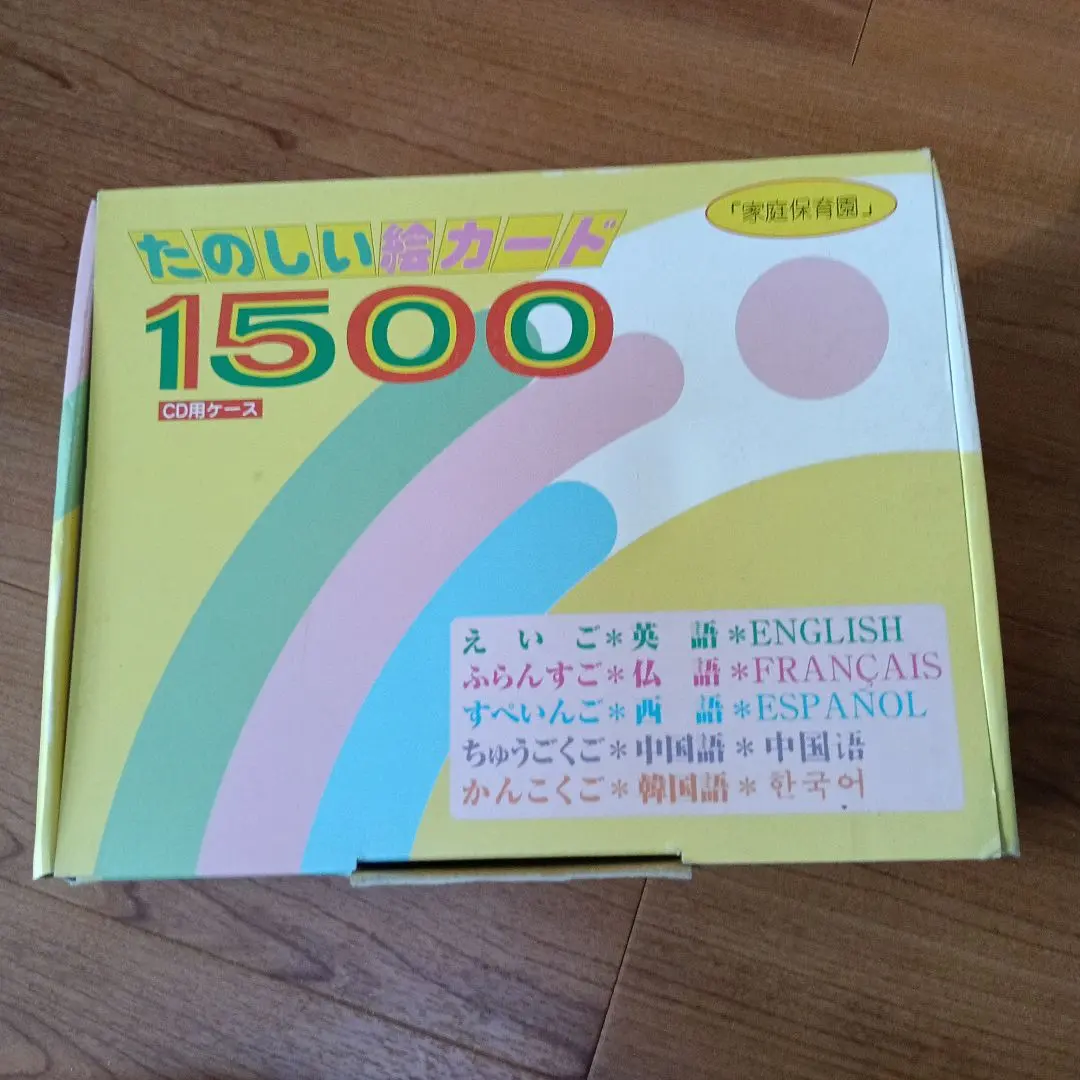 「家庭保育園」
たのしい絵カード
1500
CD用ケース
えいご*英語*ENGLISH
ふらんすご*仏語*FRANÇAIS
すぺいんご*西語*ESPAÑOL
ちゅうごくご*中国語*中国语
かんこくご*韓国語*한국어